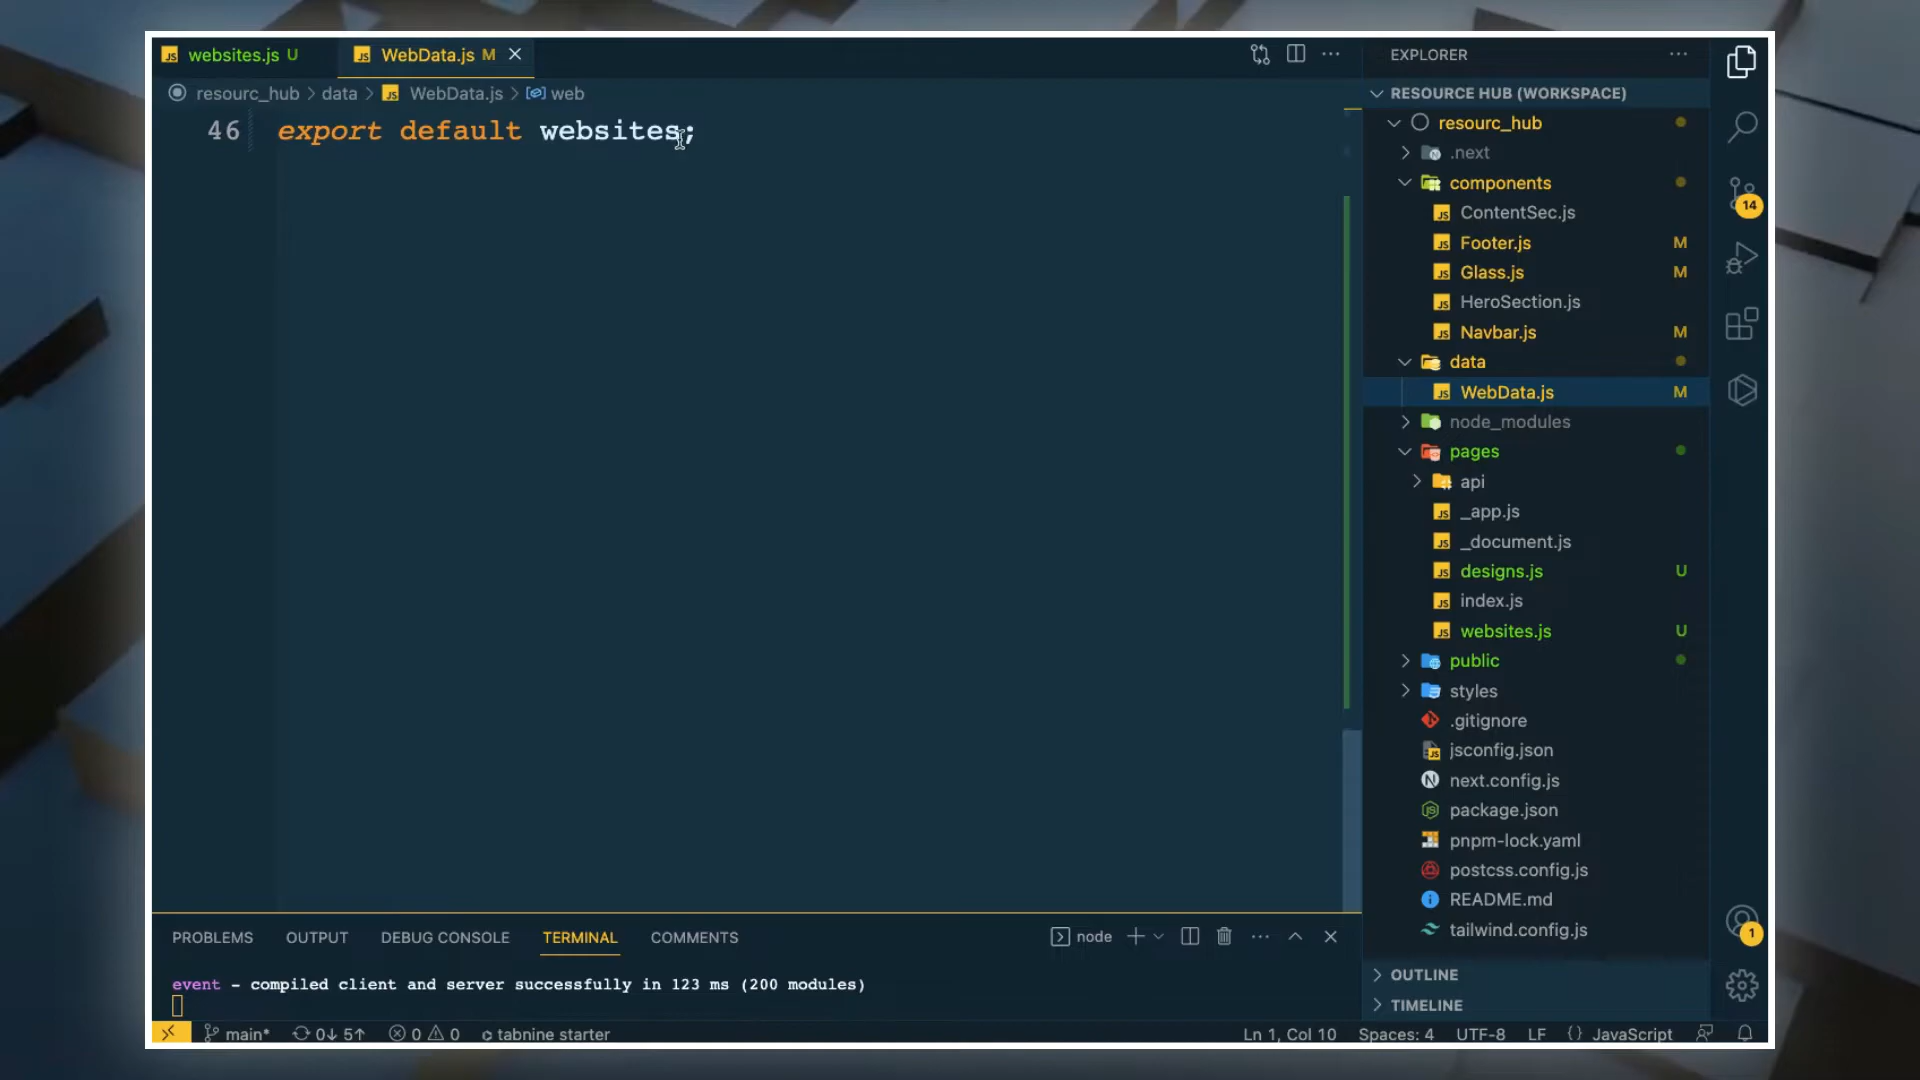 websites.js U
WebData.js M
resourc_hub > data > WebData.js > web
46 export default websites;
EXPLORER
RESOURCE HUB (WORKSPACE)
resourc_hub
.next
components
ContentSec.js
Footer.js M
Glass.js M
HeroSection.js
Navbar.js M
data
WebData.js M
node_modules
pages
api
_app.js
_document.js
designs.js U
index.js
websites.js U
public
styles
.gitignore
jsconfig.json
next.config.js
package.json
pnpm-lock.yaml
postcss.config.js
README.md
tailwind.config.js
OUTLINE
TIMELINE
14
1
PROBLEMS OUTPUT DEBUG CONSOLE TERMINAL COMMENTS
node
event - compiled client and server successfully in 123 ms (200 modules)
main* 0↓ 5↑ 0 0 tabnine starter
Ln 1, Col 10 Spaces: 4 UTF-8 LF {} JavaScript